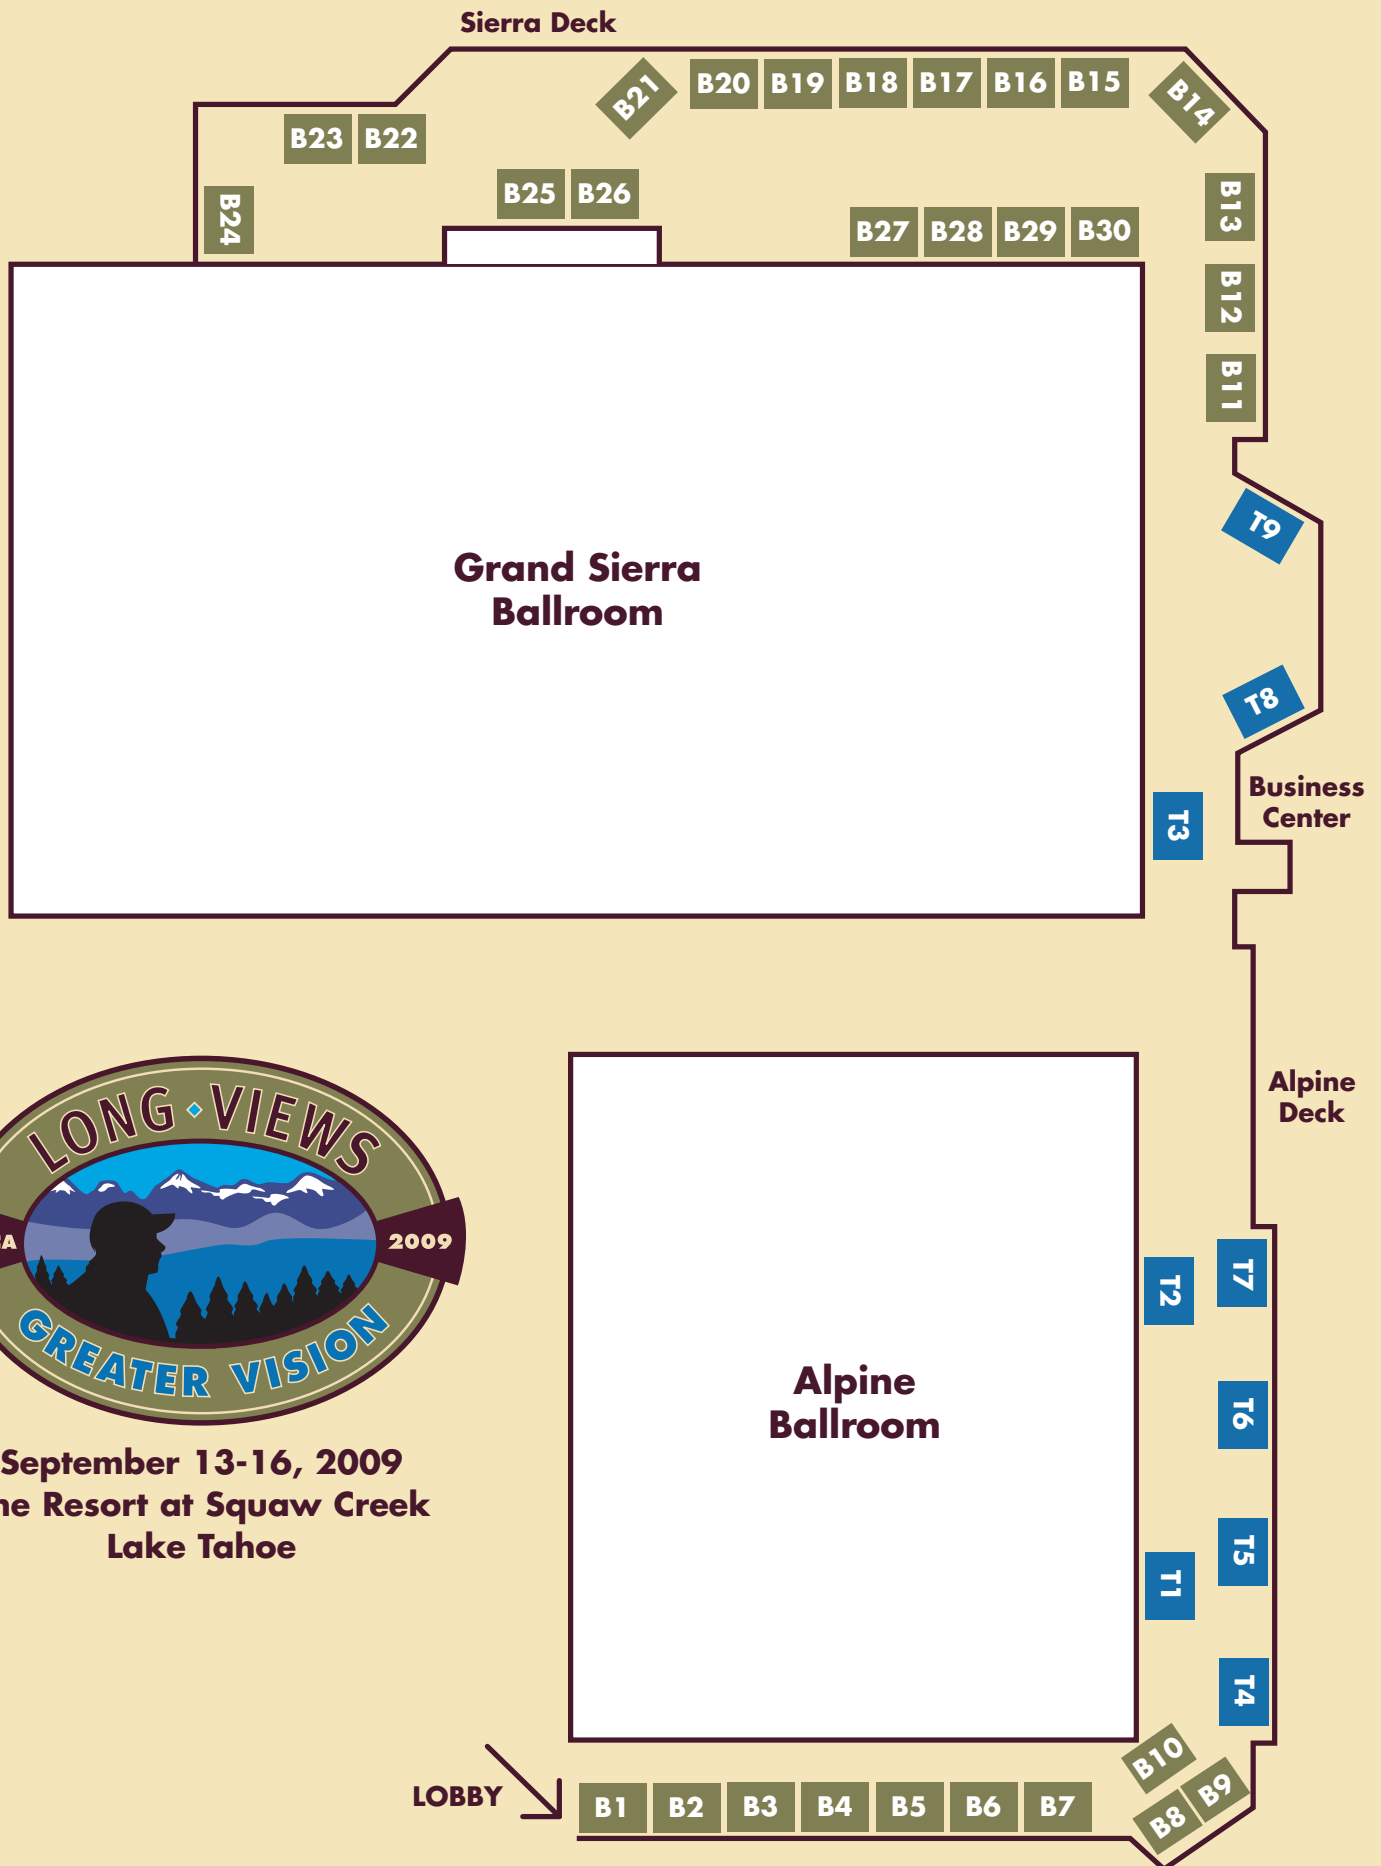 Sierra Deck
B21
B20 B19 B18 B17 B16 B15
B14
B23 B22
B25 B26
B24
B13
B27 B28 B29 B30
B12
B11
T9
Grand Sierra
Ballroom
T8
Business
Center
T3
Alpine
Deck
LONG VIEWS
2009
GREATER VISION
T2
T7
Alpine
Ballroom
T6
T5
T1
T4
September 13-16, 2009
Resort at Squaw Creek
Lake Tahoe
B10
B9
B8
LOBBY
B1 B2 B3 B4 B5 B6 B7